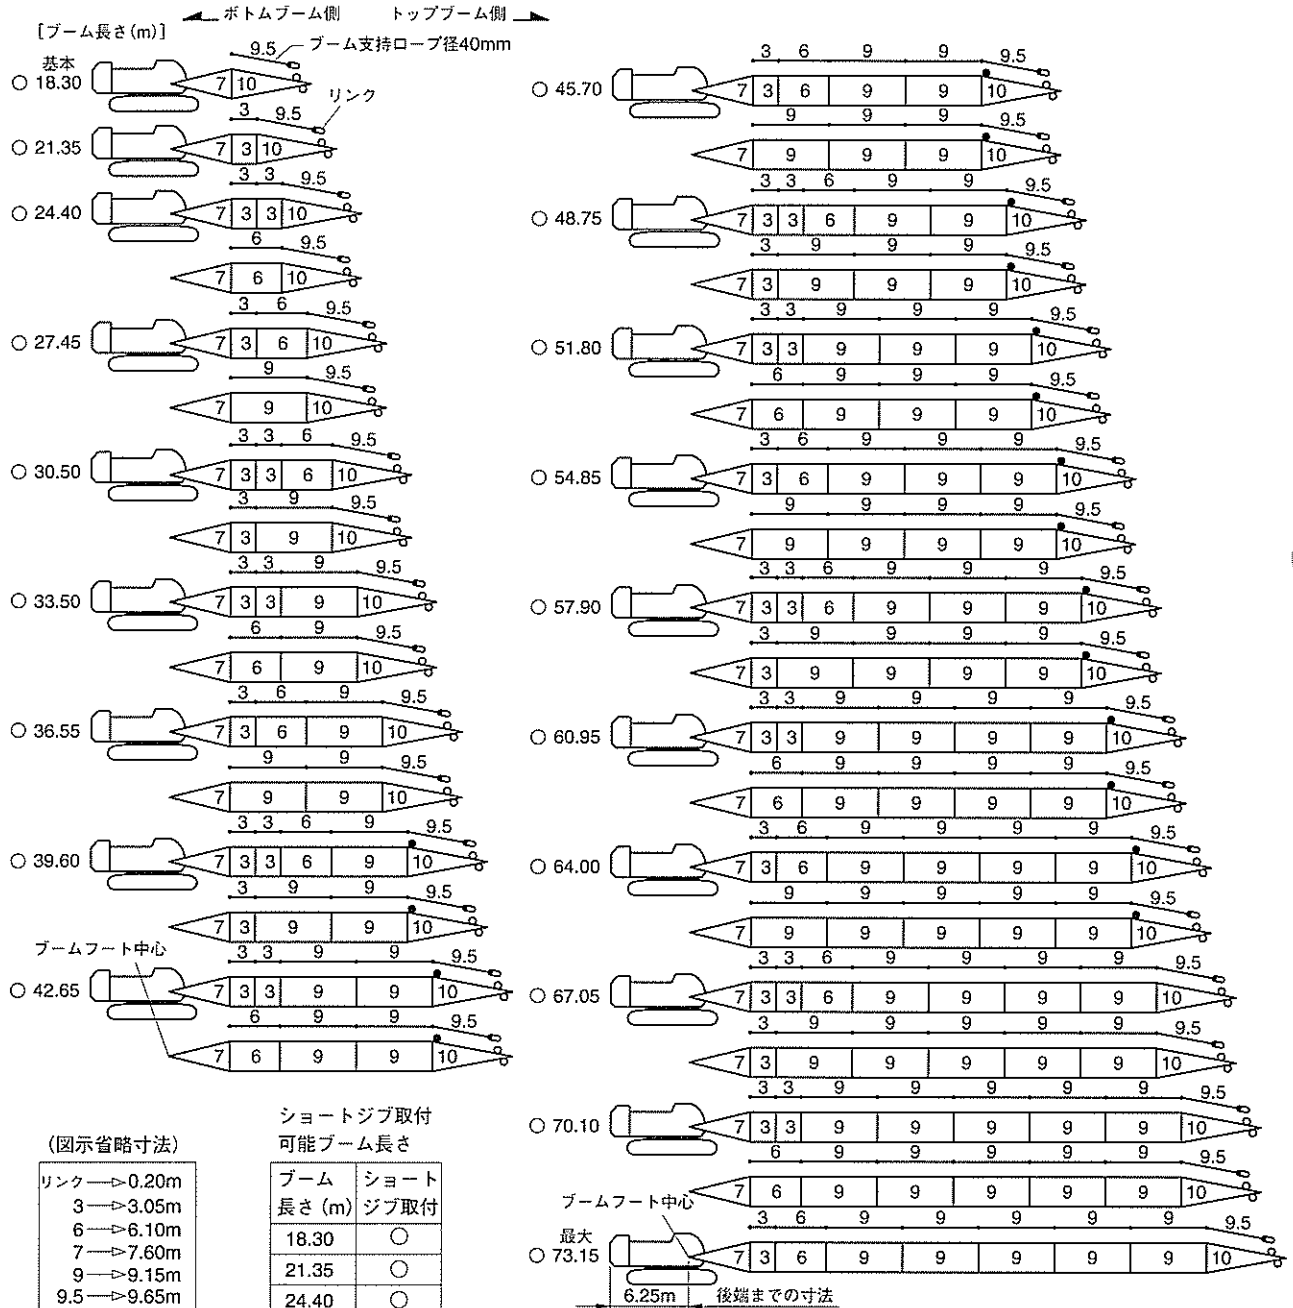 ボトムブーム側 トップブーム側
[ブーム長さ(m)]
9.5 ブーム支持ロープ径40mm
基本
○ 18.30 7 10
リンク
3 9.5
○ 21.35 7 3 10
3 3 9.5
○ 24.40 7 3 3 10
6 9.5
7 6 10
3 6 9.5
○ 27.45 7 3 6 10
9 9.5
7 9 10
3 3 6 9.5
○ 30.50 7 3 3 6 10
3 9 9.5
7 3 9 10
3 3 9 9.5
○ 33.50 7 3 3 9 10
6 9 9.5
7 6 9 10
3 6 9 9.5
○ 36.55 7 3 6 9 10
9 9 9.5
7 9 9 10
3 3 6 9 9.5
○ 39.60 7 3 3 6 9 10
3 9 9 9.5
7 3 9 9 10
ブームフート中心
3 3 9 9 9.5
○ 42.65 7 3 3 9 9 10
6 9 9 9.5
7 6 9 9 10
3 6 9 9 9.5
○ 45.70 7 3 6 9 9 10
9 9 9 9.5
7 9 9 9 10
3 3 6 9 9 9.5
○ 48.75 7 3 3 6 9 9 10
3 9 9 9 9.5
7 3 9 9 9 10
3 3 9 9 9 9.5
○ 51.80 7 3 3 9 9 9 10
6 9 9 9 9.5
7 6 9 9 9 10
3 6 9 9 9 9.5
○ 54.85 7 3 6 9 9 9 10
9 9 9 9 9.5
7 9 9 9 9 10
3 3 6 9 9 9 9.5
○ 57.90 7 3 3 6 9 9 9 10
3 9 9 9 9 9.5
7 3 9 9 9 9 10
3 3 9 9 9 9 9.5
○ 60.95 7 3 3 9 9 9 9 10
6 9 9 9 9 9.5
7 6 9 9 9 9 10
3 6 9 9 9 9 9.5
○ 64.00 7 3 6 9 9 9 9 10
9 9 9 9 9 9.5
7 9 9 9 9 9 10
3 3 6 9 9 9 9 9.5
○ 67.05 7 3 3 6 9 9 9 9 10
3 9 9 9 9 9 9.5
7 3 9 9 9 9 9 10
3 3 9 9 9 9 9 9.5
○ 70.10 7 3 3 9 9 9 9 9 10
6 9 9 9 9 9 9.5
7 6 9 9 9 9 9 10
ブームフート中心
3 6 9 9 9 9 9 9.5
最大
○ 73.15 7 3 6 9 9 9 9 9 10
6.25m 後端までの寸法
(図示省略寸法)
リンク→0.20m
3→3.05m
6→6.10m
7→7.60m
9→9.15m
9.5→9.65m
ショートジブ取付
可能ブーム長さ
ブーム ショート
長さ(m) ジブ取付
18.30 ○
21.35 ○
24.40 ○